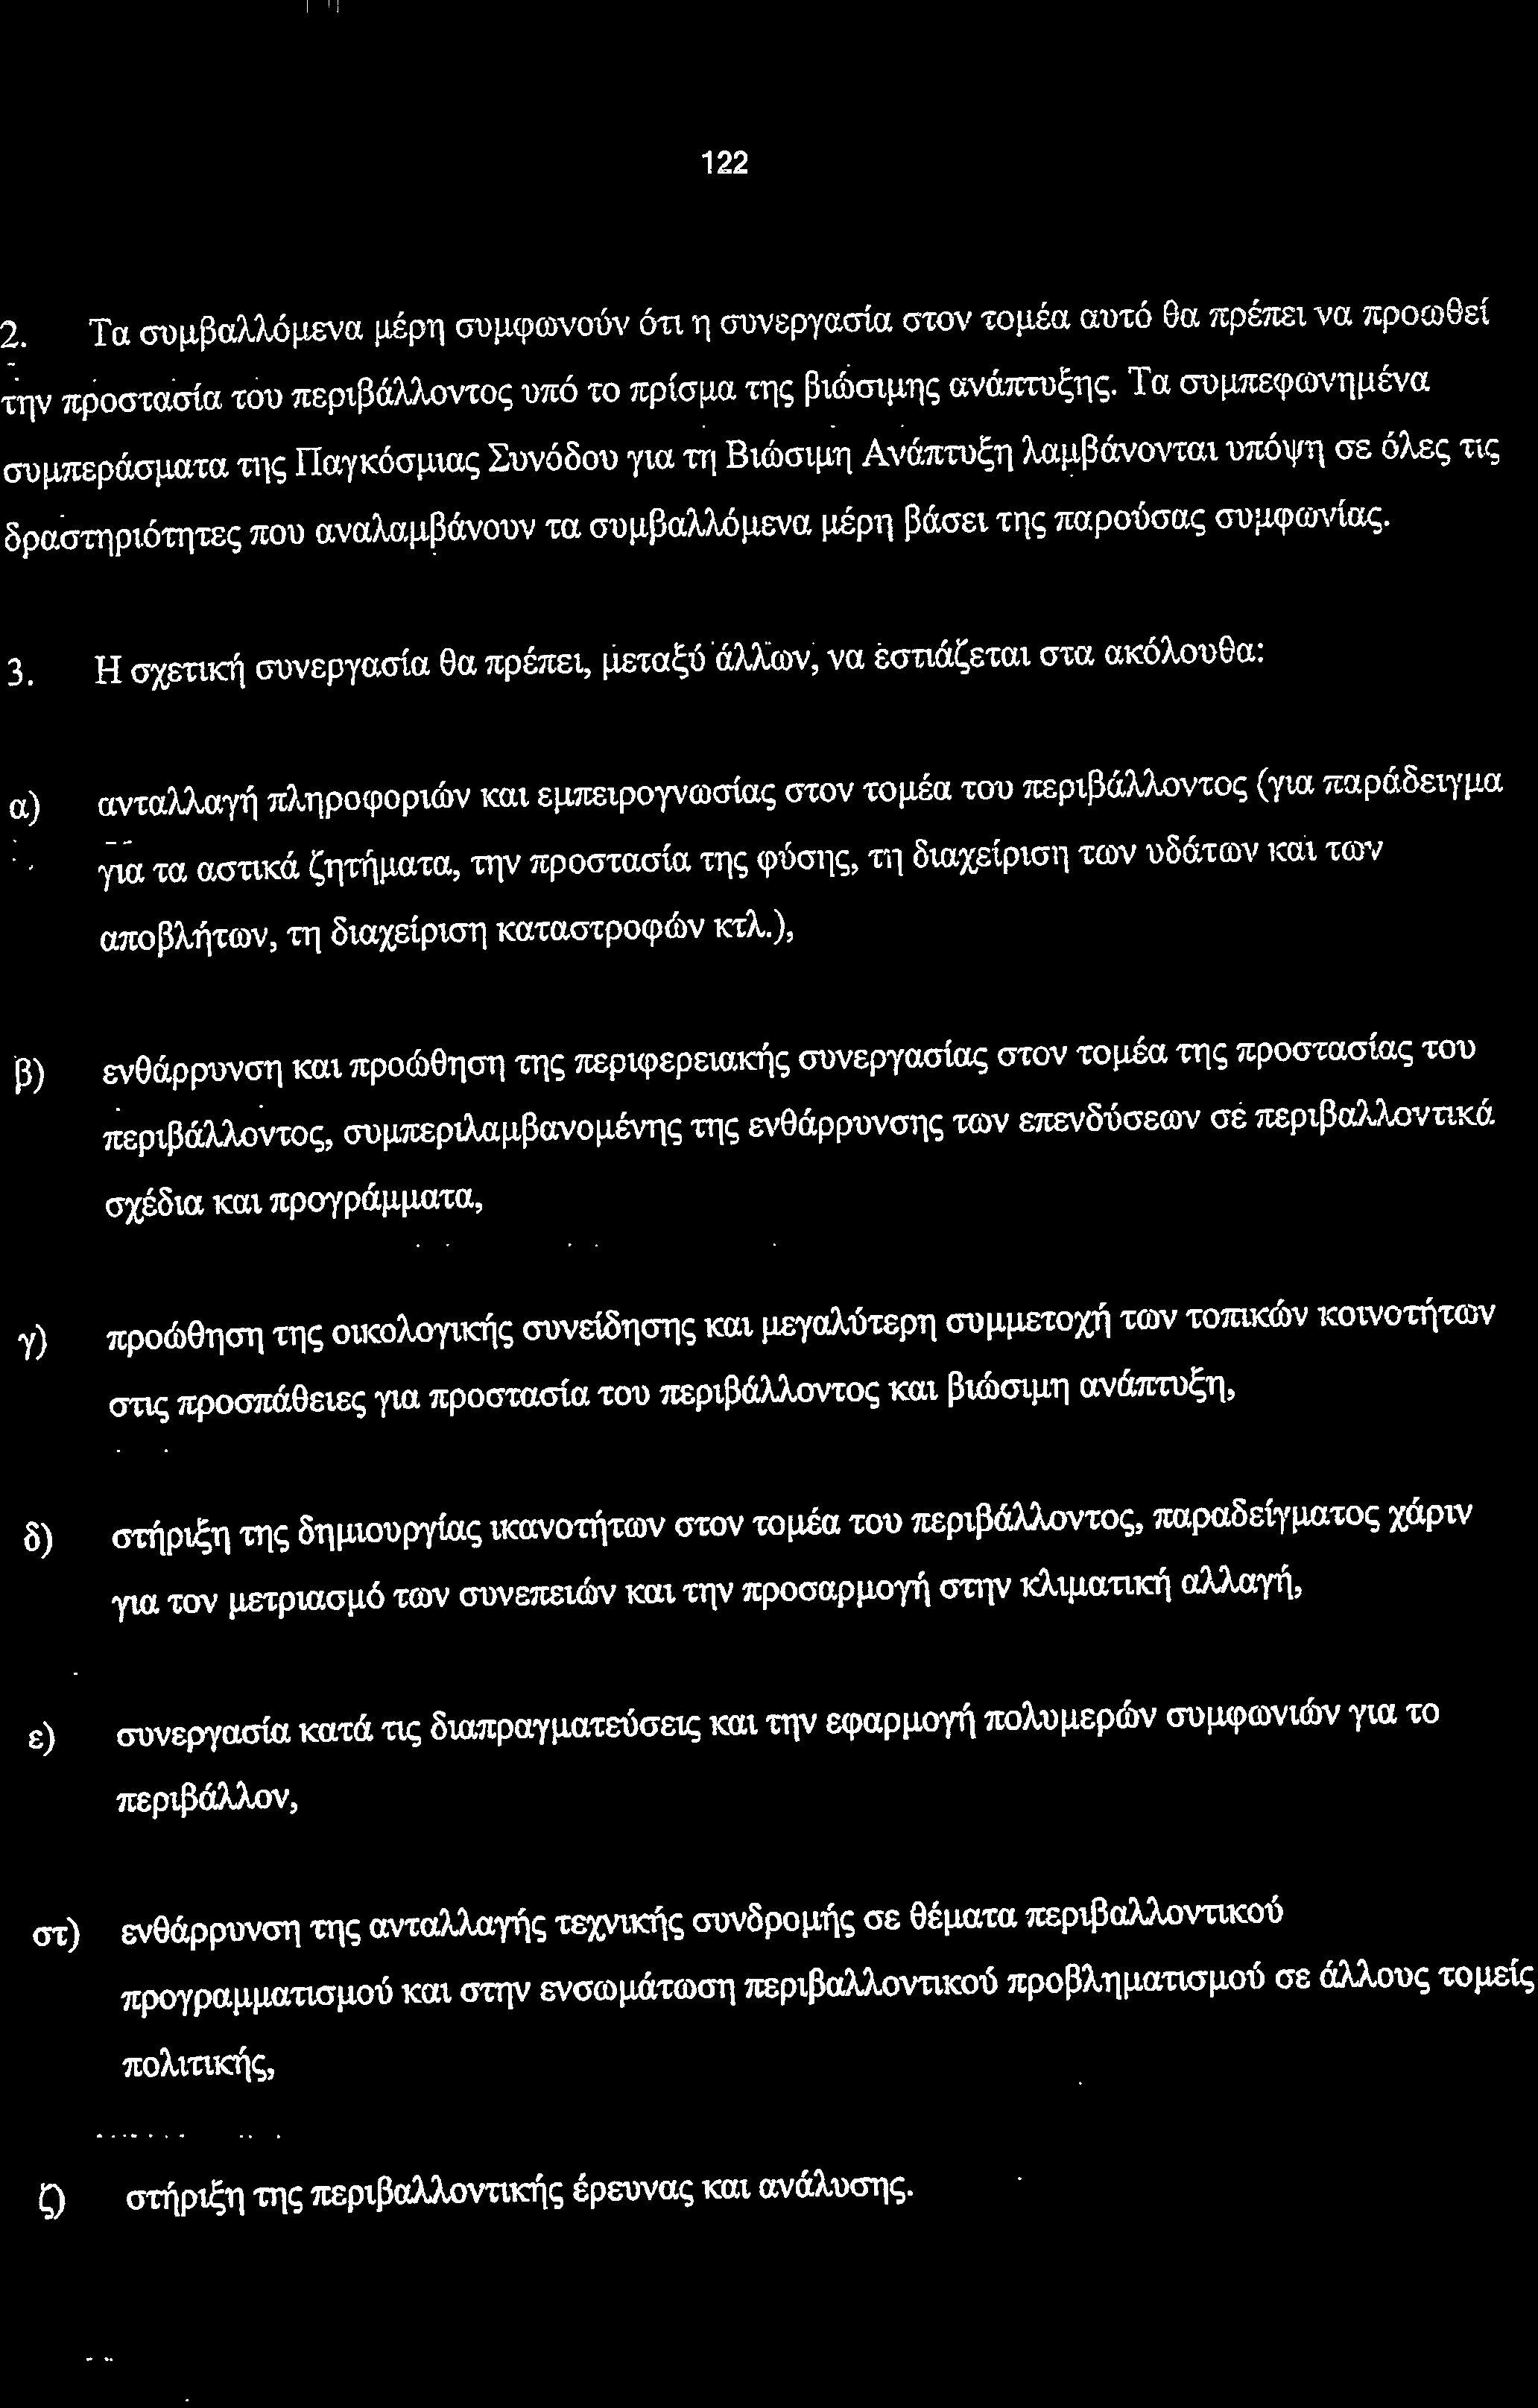 122
2. Τα συμβαλλόμενα μέρη συμφωνούν ότι η συνεργασία στον τομέα αυτό θα πρέπει να προωθεί
την προστασία του περιβάλλοντος υπό το πρίσμα της βιώσιμης ανάπτυξης. Τα συμπεφωνημένα
συμπεράσματα της Παγκόσμιας Συνόδου για τη Βιώσιμη Ανάπτυξη λαμβάνονται υπόψη σε όλες τις
δραστηριότητες που αναλαμβάνουν τα συμβαλλόμενα μέρη βάσει της παρούσας συμφωνίας.
3. Η σχετική συνεργασία θα πρέπει, μεταξύ άλλων, να εστιάζεται στα ακόλουθα:
α) ανταλλαγή πληροφοριών και εμπειρογνωσίας στον τομέα του περιβάλλοντος (για παράδειγμα
για τα αστικά ζητήματα, την προστασία της φύσης, τη διαχείριση των υδάτων και των
αποβλήτων, τη διαχείριση καταστροφών κτλ.),
β) ενθάρρυνση και προώθηση της περιφερειακής συνεργασίας στον τομέα της προστασίας του
περιβάλλοντος, συμπεριλαμβανομένης της ενθάρρυνσης των επενδύσεων σε περιβαλλοντικά
σχέδια και προγράμματα,
γ) προώθηση της οικολογικής συνείδησης και μεγαλύτερη συμμετοχή των τοπικών κοινοτήτων
στις προσπάθειες για προστασία του περιβάλλοντος και βιώσιμη ανάπτυξη,
δ) στήριξη της δημιουργίας ικανοτήτων στον τομέα του περιβάλλοντος, παραδείγματος χάριν
για τον μετριασμό των συνεπειών και την προσαρμογή στην κλιματική αλλαγή,
ε) συνεργασία κατά τις διαπραγματεύσεις και την εφαρμογή πολυμερών συμφωνιών για το
περιβάλλον,
στ) ενθάρρυνση της ανταλλαγής τεχνικής συνδρομής σε θέματα περιβαλλοντικού
προγραμματισμού και στην ενσωμάτωση περιβαλλοντικού προβληματισμού σε άλλους τομείς
πολιτικής,
ζ) στήριξη της περιβαλλοντικής έρευνας και ανάλυσης.